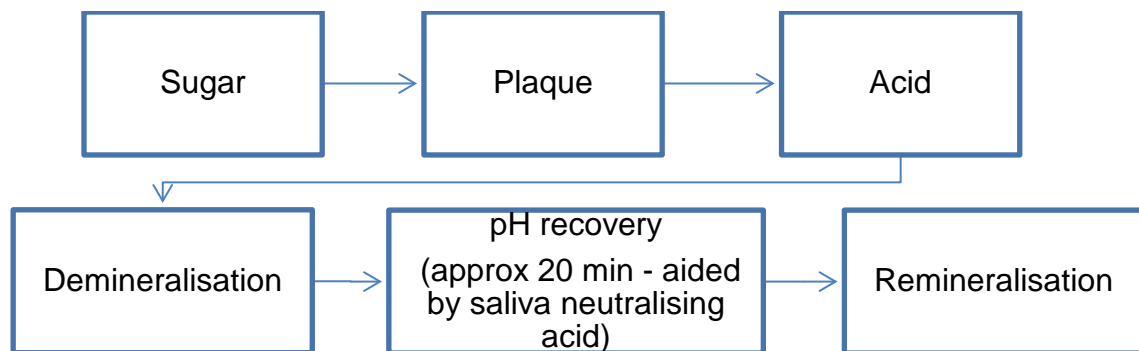 Sugar
Plaque
Acid
Demineralisation
pH recovery
(approx 20 min - aided
by saliva neutralising
acid)
Remineralisation